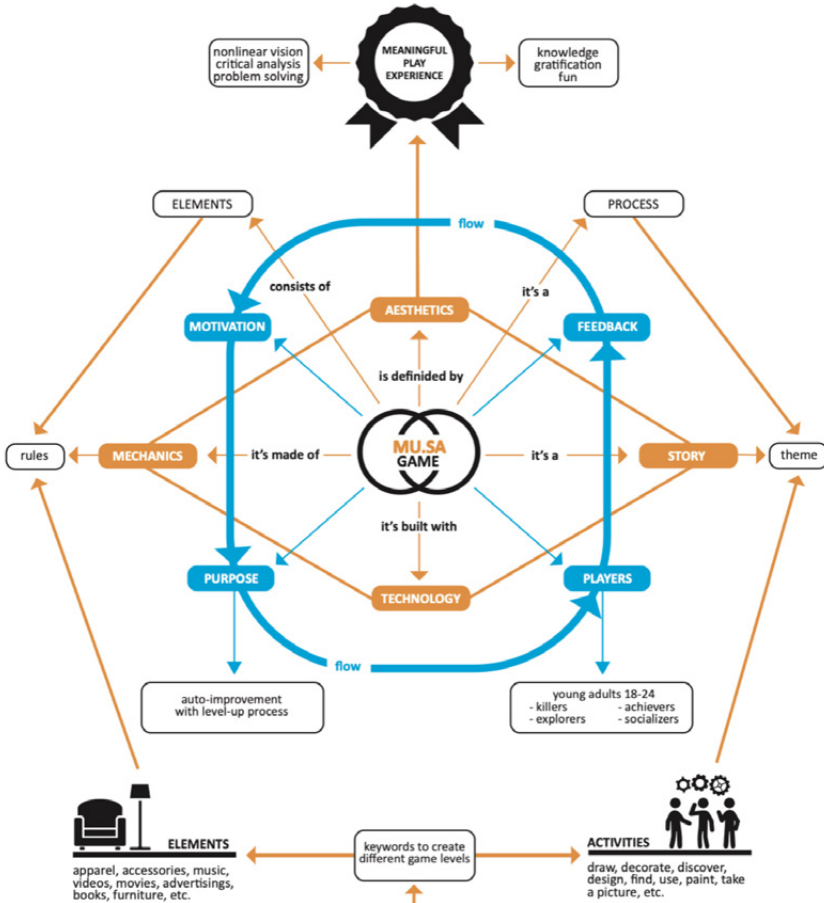 MEANINGFUL
PLAY
EXPERIENCE
nonlinear vision
critical analysis
problem solving
knowledge
gratification
fun
ELEMENTS
PROCESS
flow
consists of
it's a
AESTHETICS
MOTIVATION
FEEDBACK
is definided by
rules
MECHANICS
it's made of
MU.SA
GAME
it's a
STORY
theme
it's built with
PURPOSE
TECHNOLOGY
PLAYERS
flow
auto-improvement
with level-up process
young adults 18-24
- killers - achievers
- explorers - socializers
ELEMENTS
apparel, accessories, music,
videos, movies, advertisings,
books, furniture, etc.
keywords to create
different game levels
ACTIVITIES
draw, decorate, discover,
design, find, use, paint, take
a picture, etc.